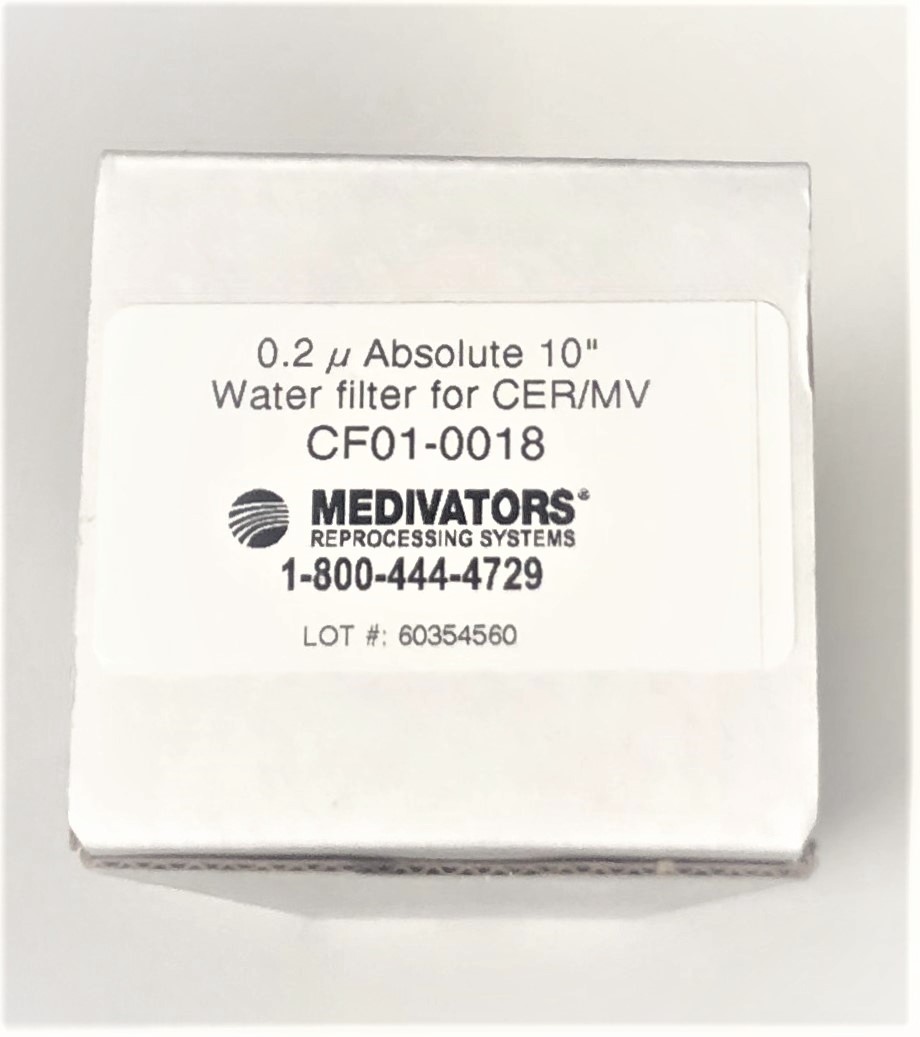 0.2 µ Absolute 10"
Water filter for CER/MV
CF01-0018
MEDIVATORS®
REPROCESSING SYSTEMS
1-800-444-4729
LOT #: 60354560